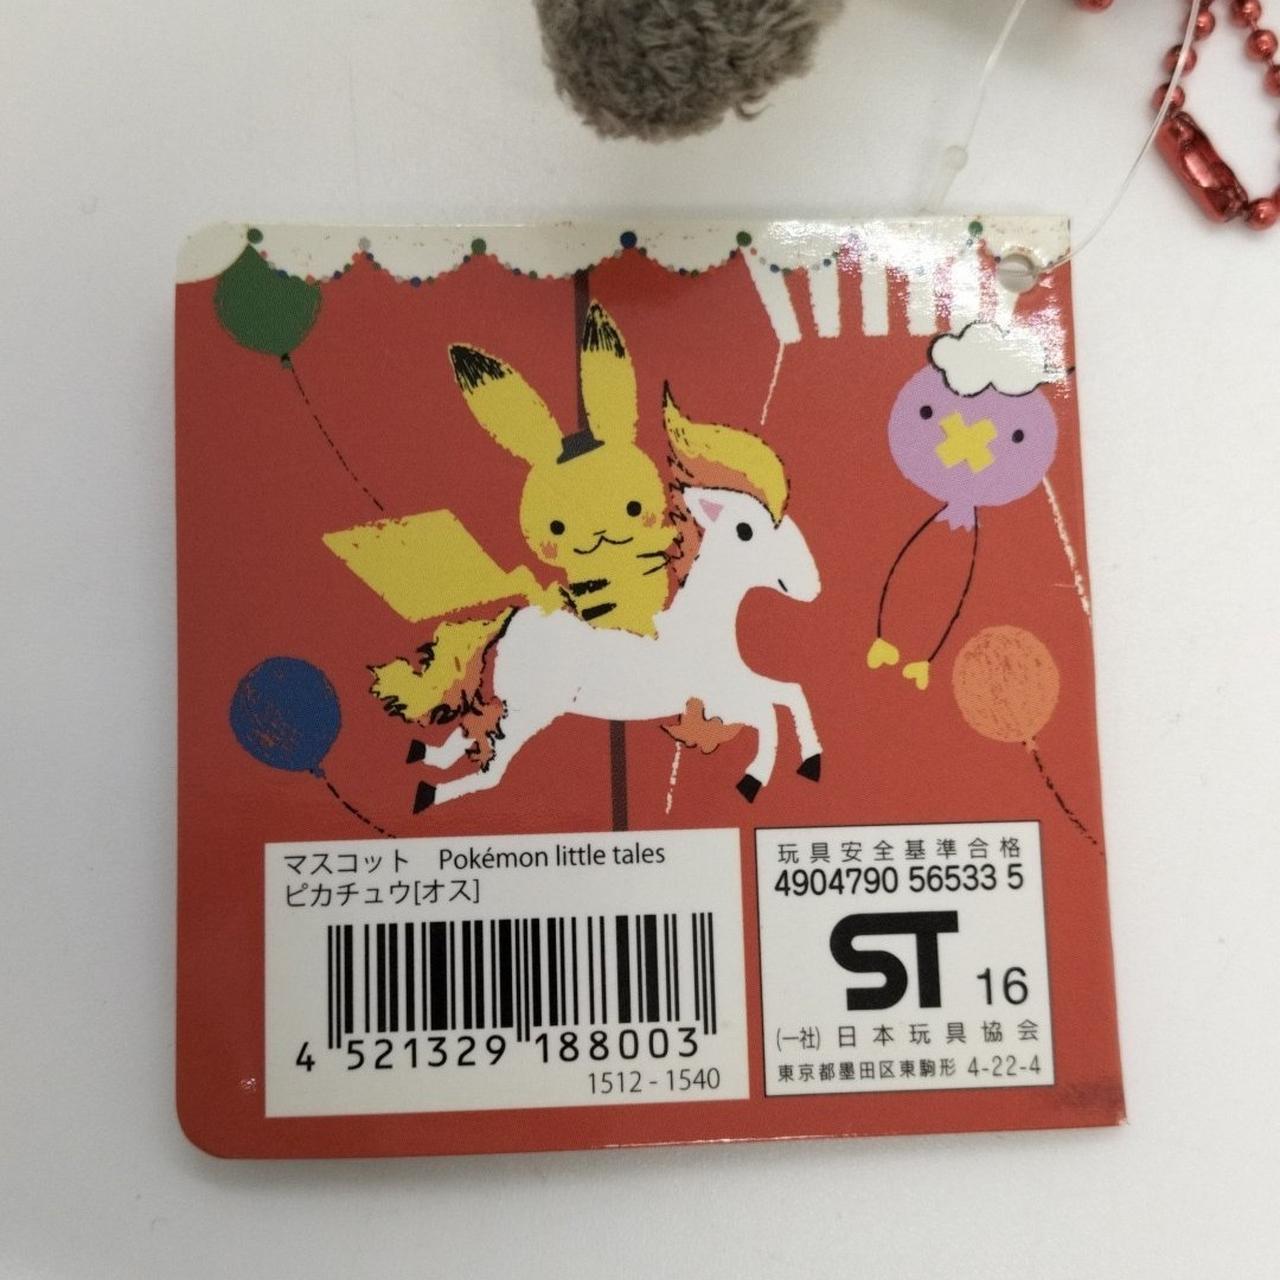 マスコット Pokémon little tales
ピカチュウ[オス]
4 521329 188003
1512 - 1540
玩具安全基準合格
4904790 56533 5
ST 16
(一社) 日本玩具協会
東京都墨田区東駒形 4-22-4